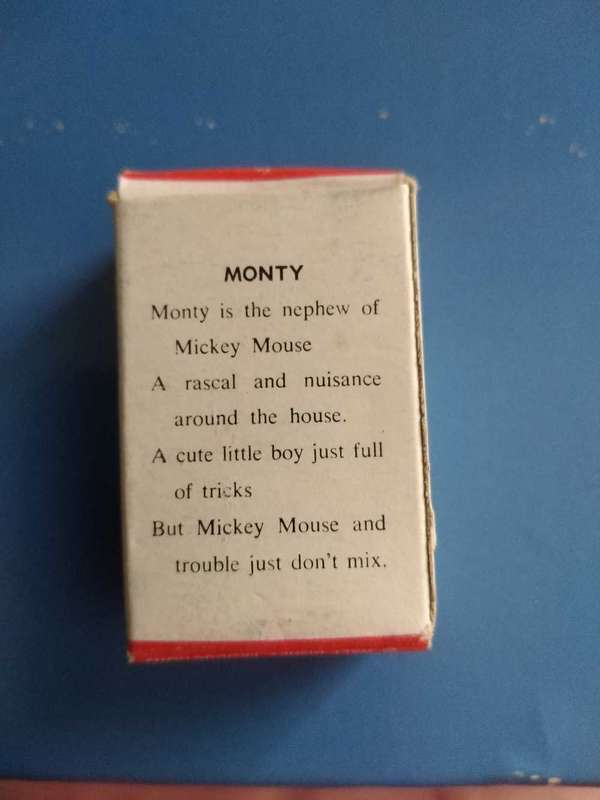 MONTY
Monty is the nephew of
Mickey Mouse
A rascal and nuisance
around the house.
A cute little boy just full
of tricks
But Mickey Mouse and
trouble just don't mix.